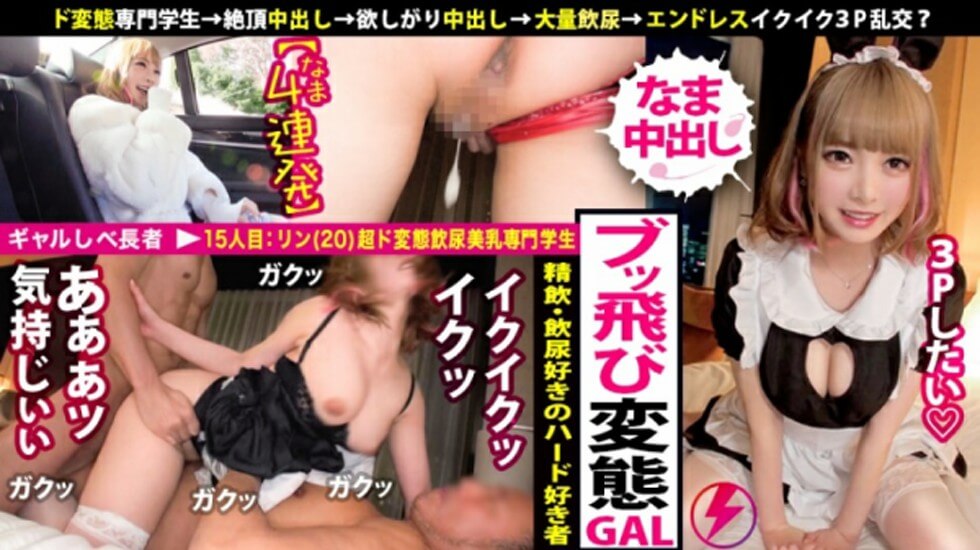 ド変態専門学生→絶頂中出し→欲しがり中出し→大量飲尿→エンドレスイクイク3P乱交？
【なま4連発】
なま
中出し
ギャルしべ長者 ▶ 15人目：リン(20)超ド変態飲尿美乳専門学生
3Pしたい♡
ブッ飛び変態
GAL
精飲・飲尿好きのハード好き者
イクイクッ
イクッ
ああぁッ
気持じぃぃ
ガクッ
ガクッ
ガクッ
ガクッ